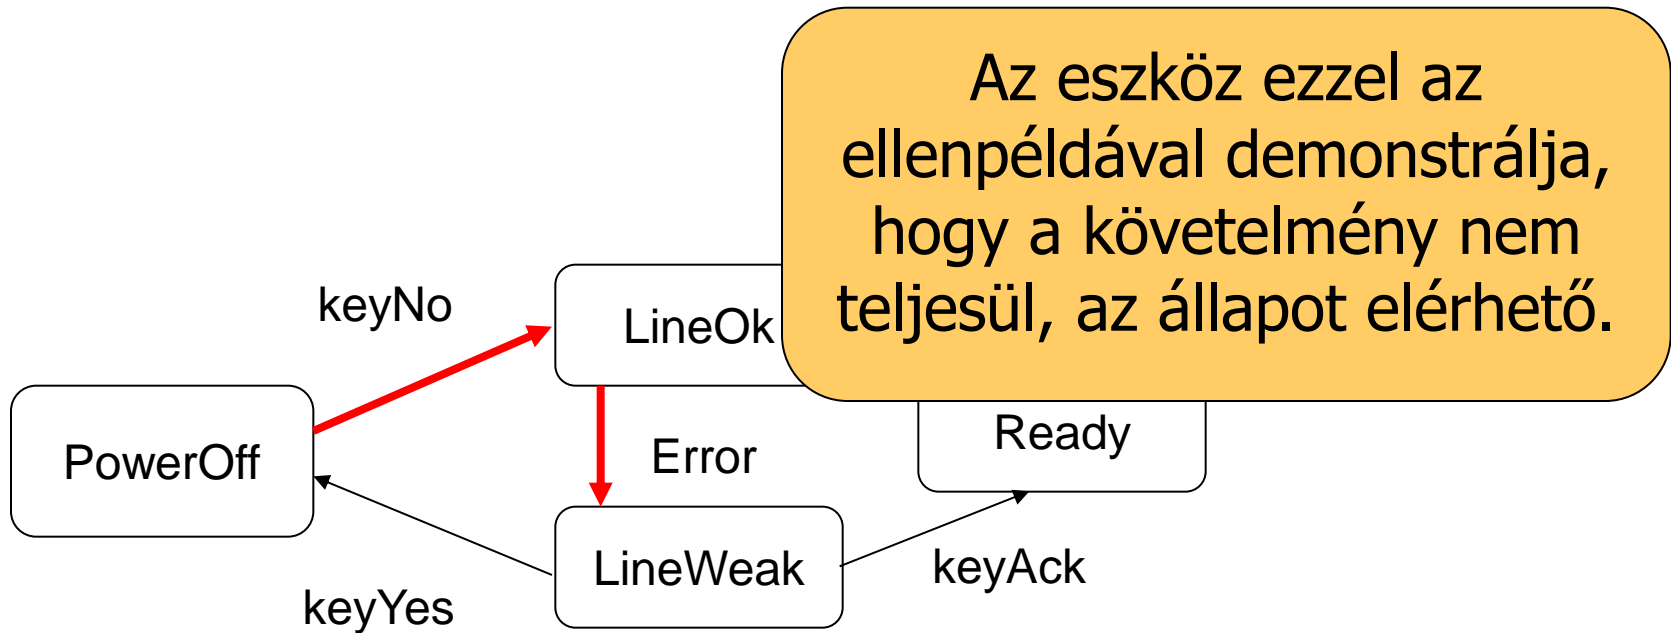 Az eszköz ezzel az
ellenpéldával demonstrálja,
hogy a követelmény nem
teljesül, az állapot elérhető.
keyNo
LineOk
PowerOff
Error
Ready
LineWeak
keyAck
keyYes